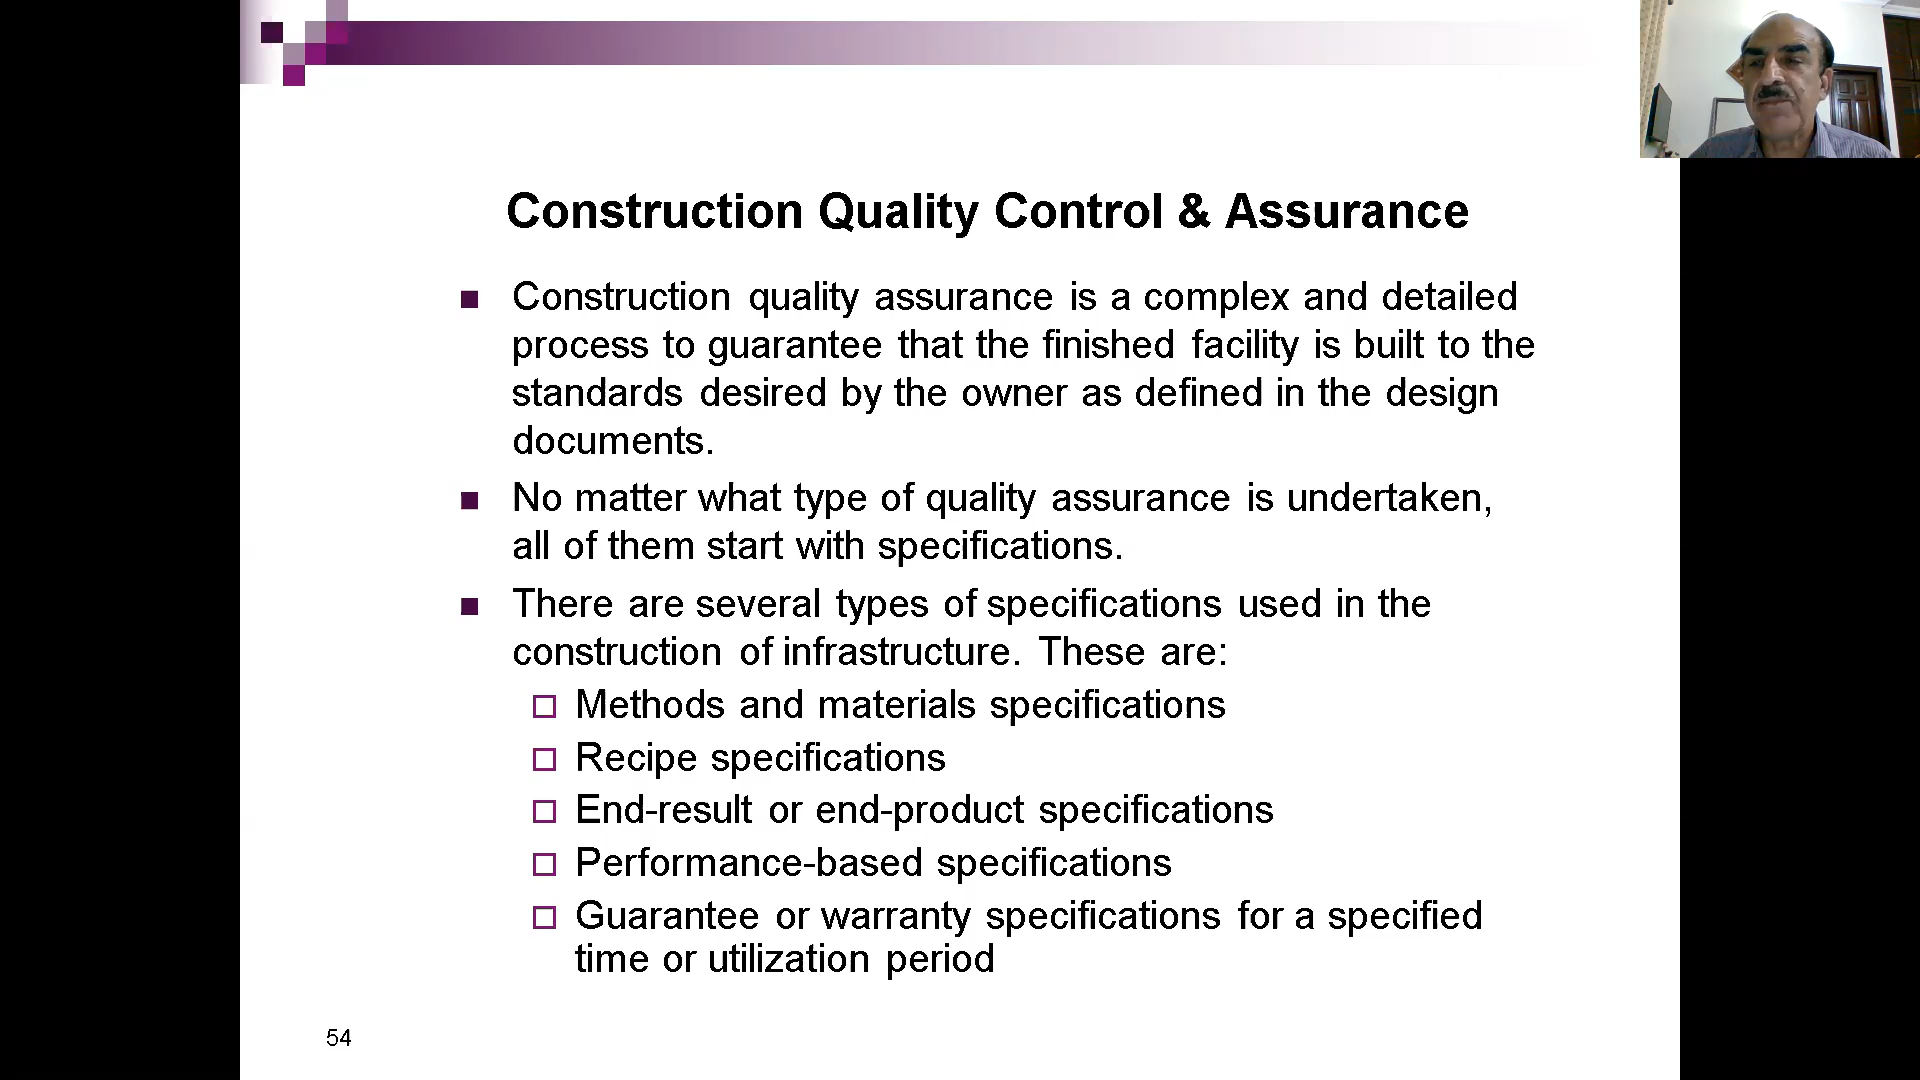 Construction Quality Control & Assurance
Construction quality assurance is a complex and detailed
process to guarantee that the finished facility is built to the
standards desired by the owner as defined in the design
documents.
No matter what type of quality assurance is undertaken,
all of them start with specifications.
There are several types of specifications used in the
construction of infrastructure. These are:
Methods and materials specifications
Recipe specifications
End-result or end-product specifications
Performance-based specifications
Guarantee or warranty specifications for a specified
time or utilization period
54